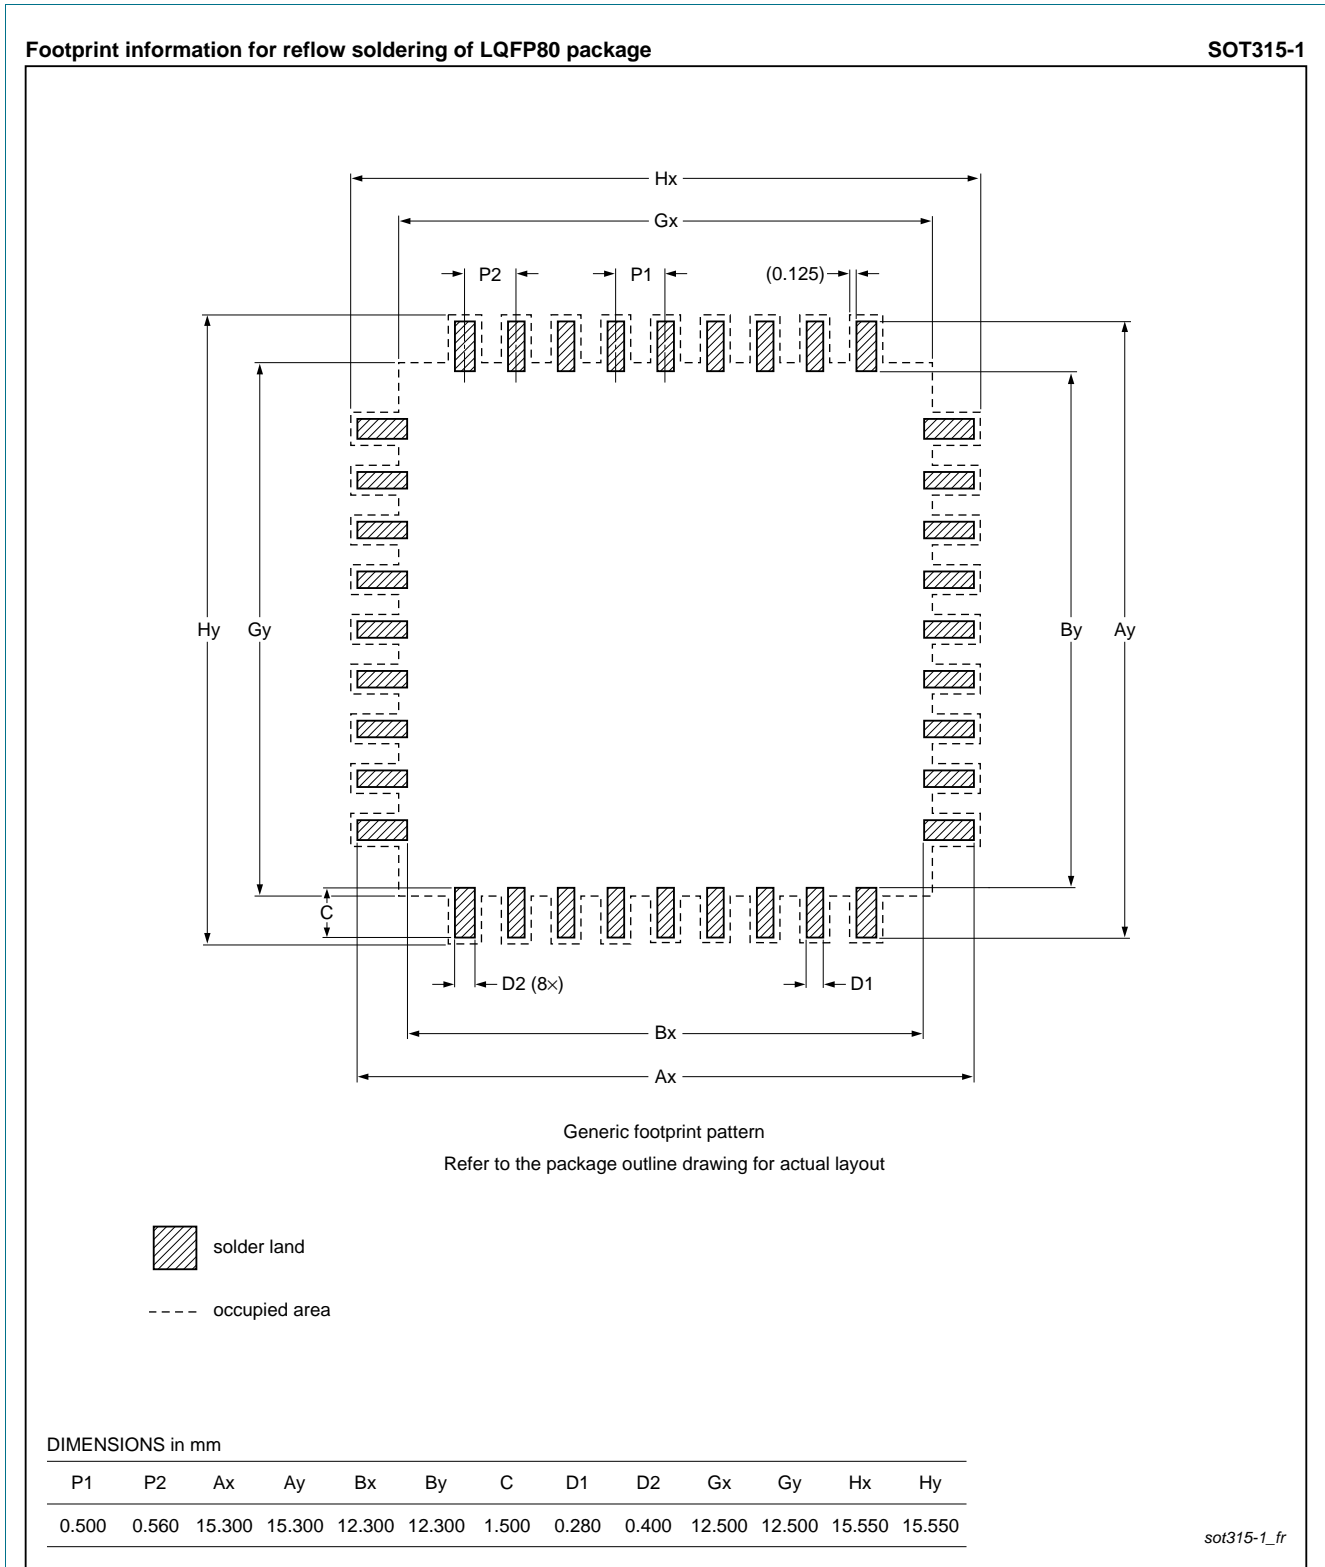 Footprint information for reflow soldering of LQFP80 package SOT315-1
Hx
Gx
P2 P1 (0.125)
Hy Gy By Ay
C
D2 (8×) D1
Bx
Ax
Generic footprint pattern
Refer to the package outline drawing for actual layout
solder land
occupied area
DIMENSIONS in mm
P1 P2 Ax Ay Bx By C D1 D2 Gx Gy Hx Hy
0.500 0.560 15.300 15.300 12.300 12.300 1.500 0.280 0.400 12.500 12.500 15.550 15.550
sot315-1_fr